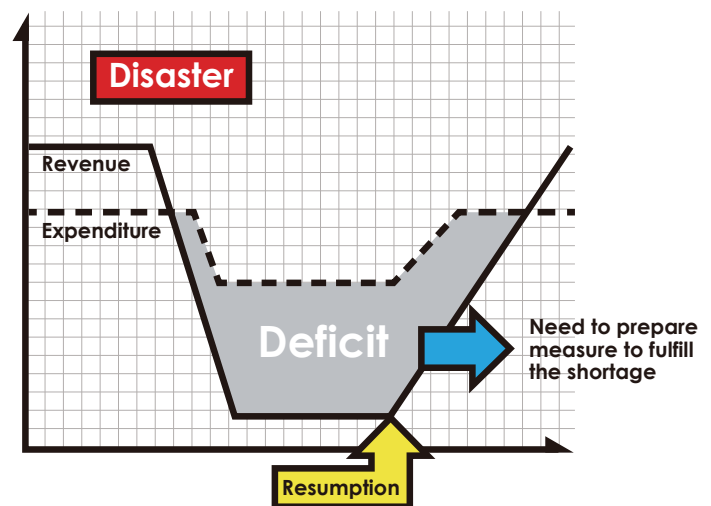 Disaster
Revenue
Expenditure
Deficit
Need to prepare
measure to fulfill
the shortage
Resumption